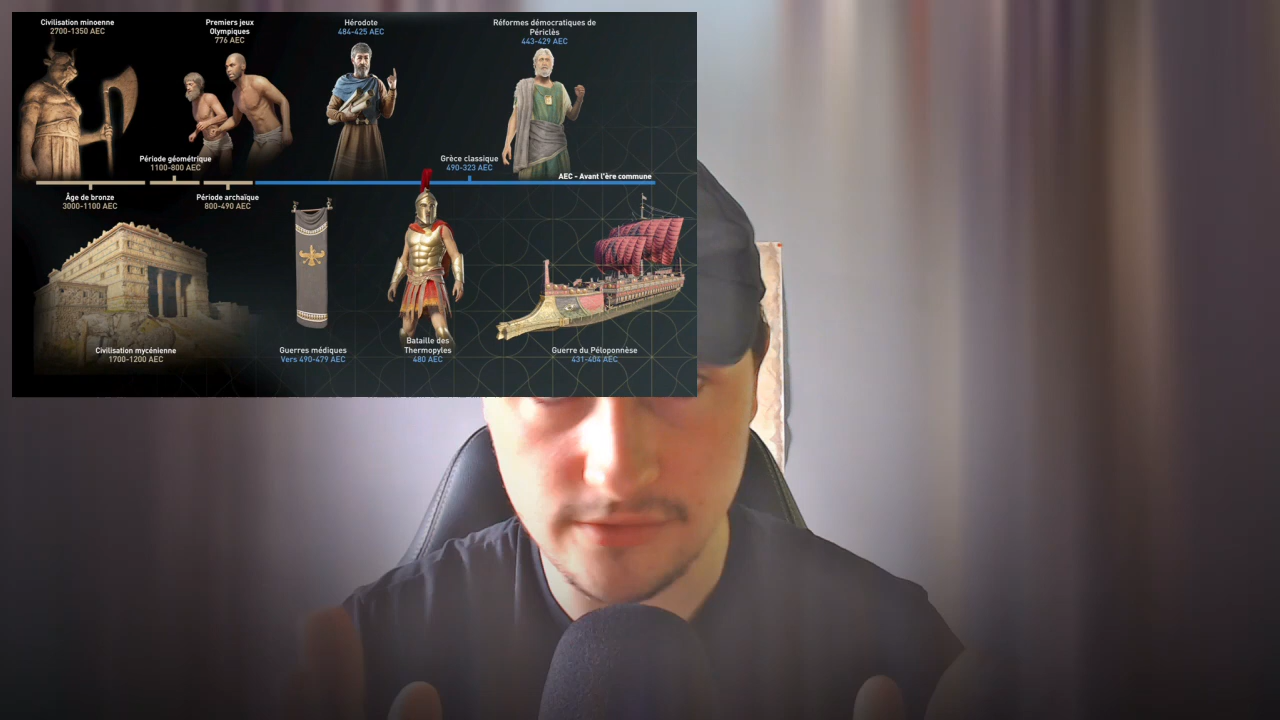 Civilisation minoenne
2700-1350 AEC
Premiers jeux
Olympiques
776 AEC
Hérodote
484-425 AEC
Réformes démocratiques de
Périclès
443-429 AEC
Période géométrique
1100-800 AEC
Grèce classique
490-323 AEC
AEC - Avant l'ère commune
Âge de bronze
3000-1100 AEC
Période archaïque
800-490 AEC
Civilisation mycénienne
1700-1200 AEC
Guerres médiques
Vers 490-479 AEC
Bataille des
Thermopyles
480 AEC
Guerre du Péloponnèse
431-404 AEC